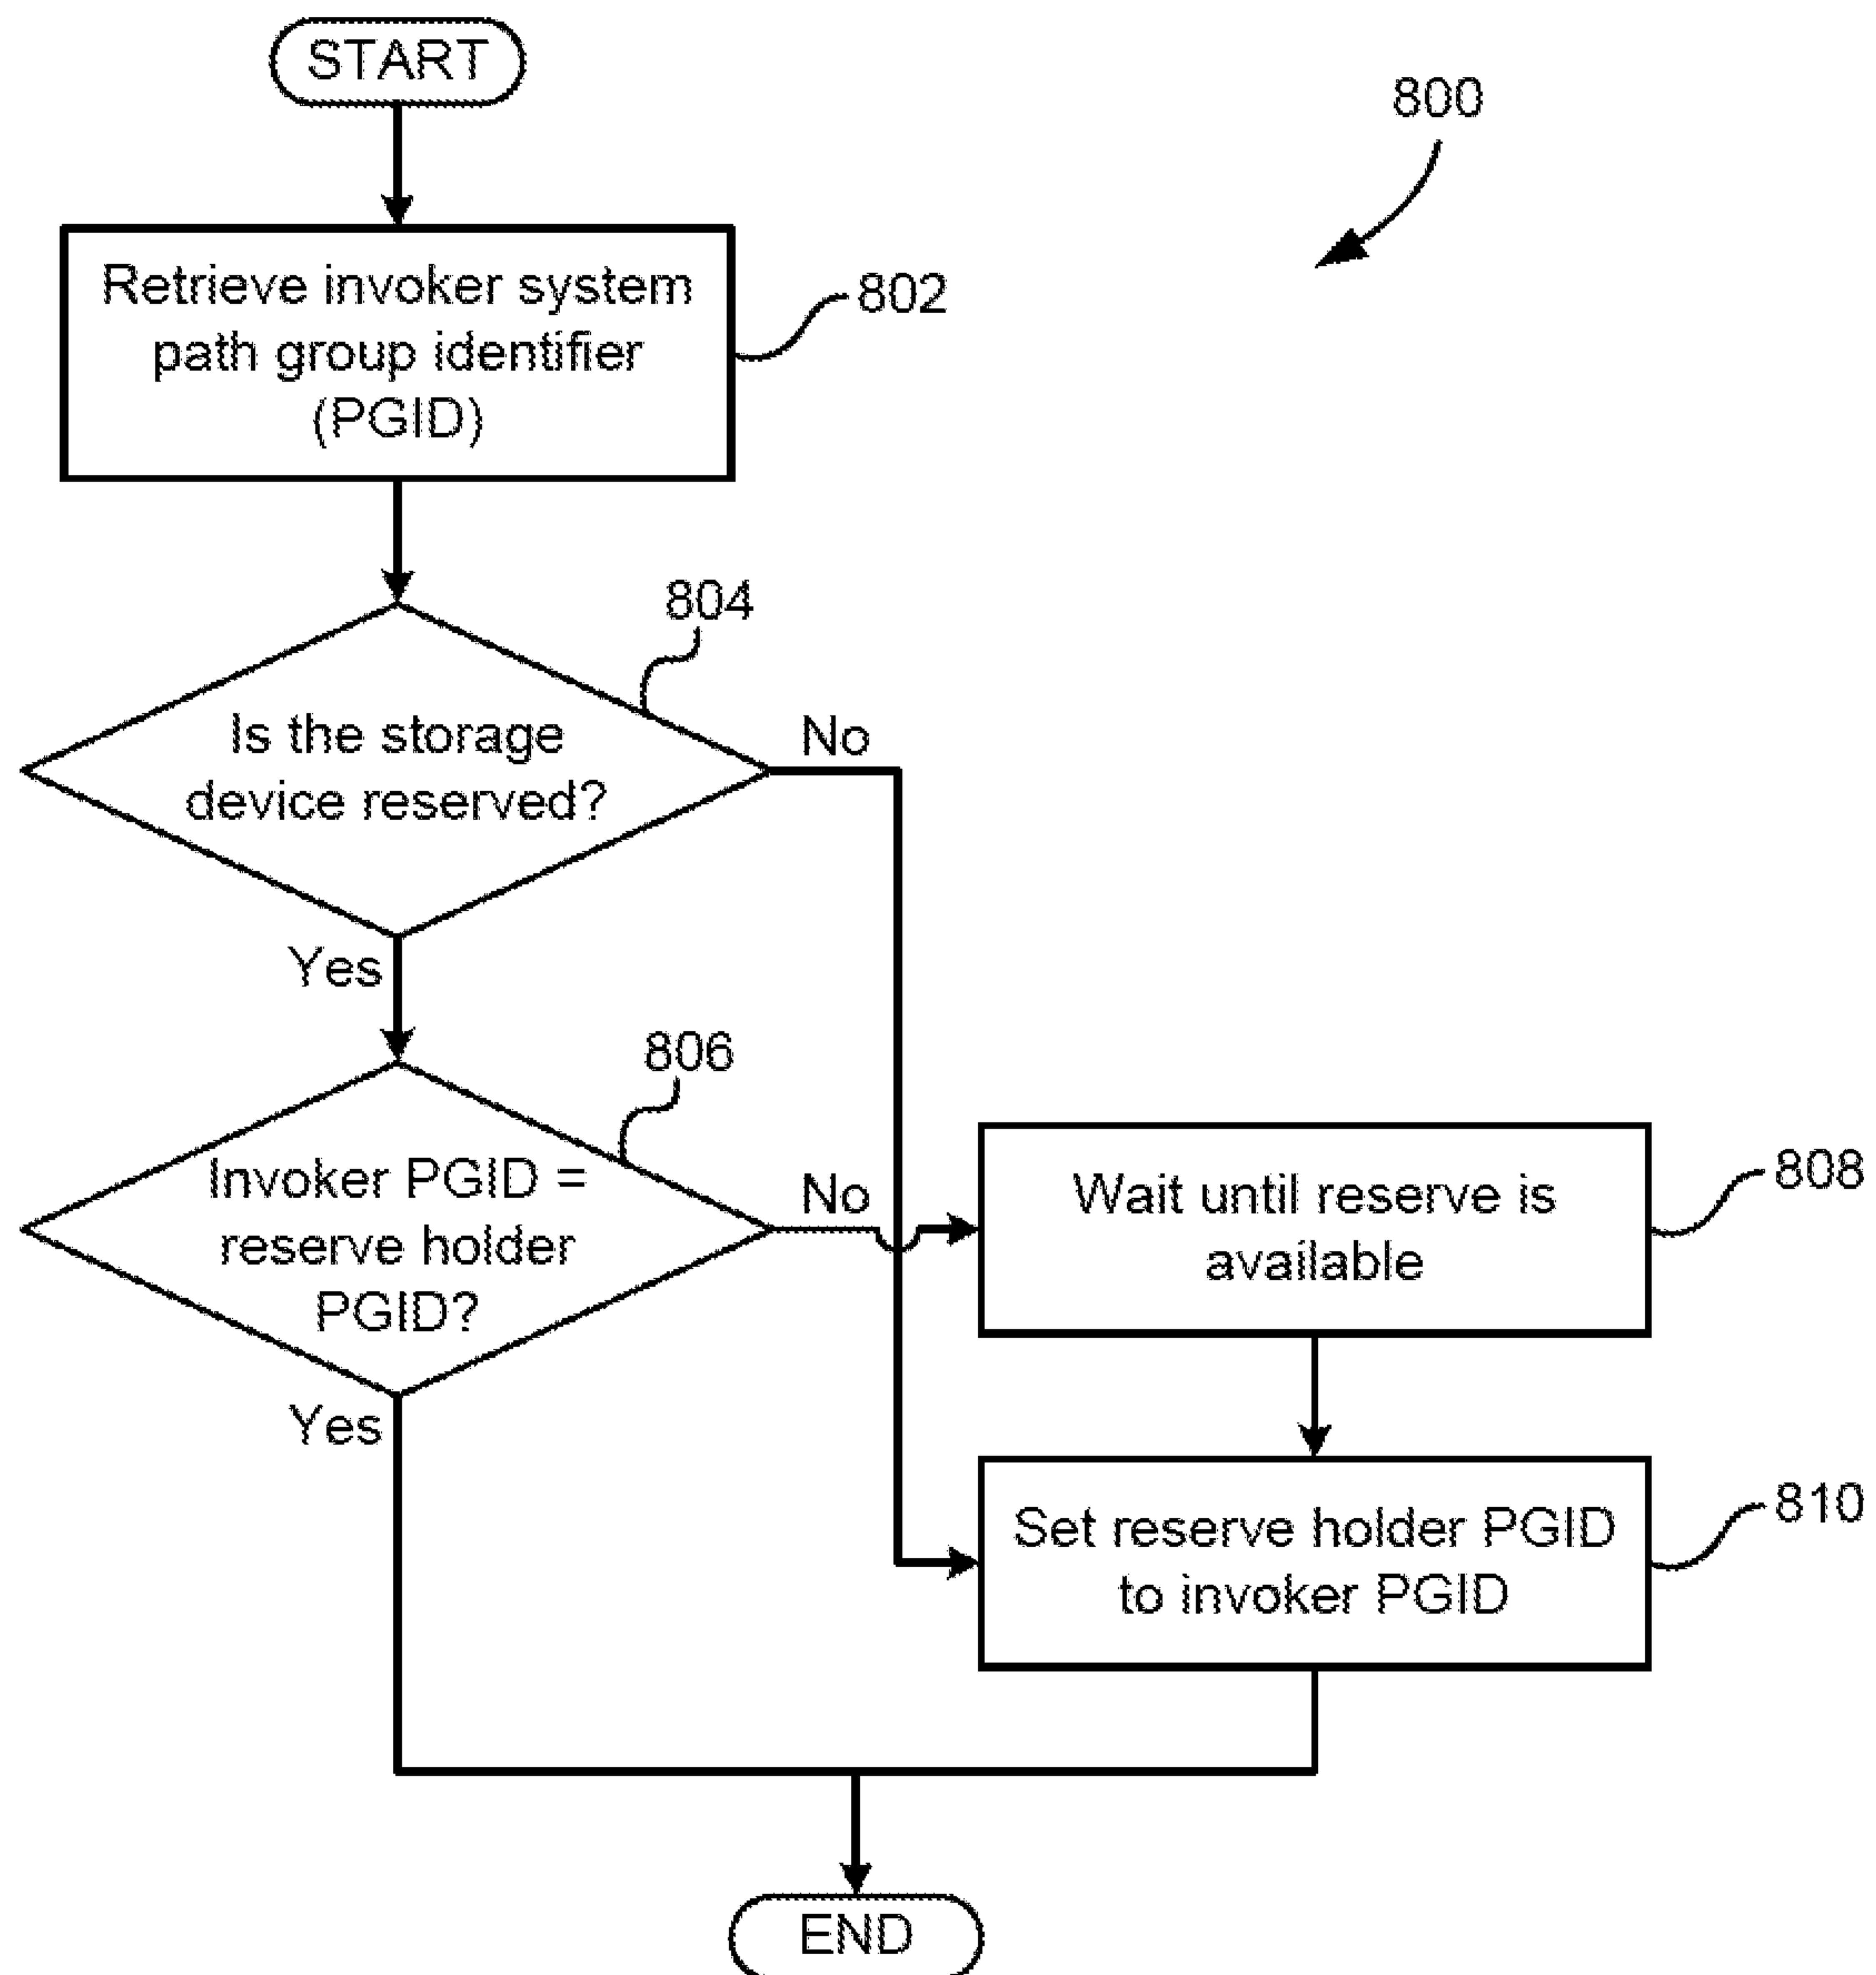 START
800
Retrieve invoker system
path group identifier
(PGID)
802
804
Is the storage
device reserved?
No
Yes
806
Invoker PGID =
reserve holder
PGID?
No
Yes
Wait until reserve is
available
808
Set reserve holder PGID
to invoker PGID
810
END